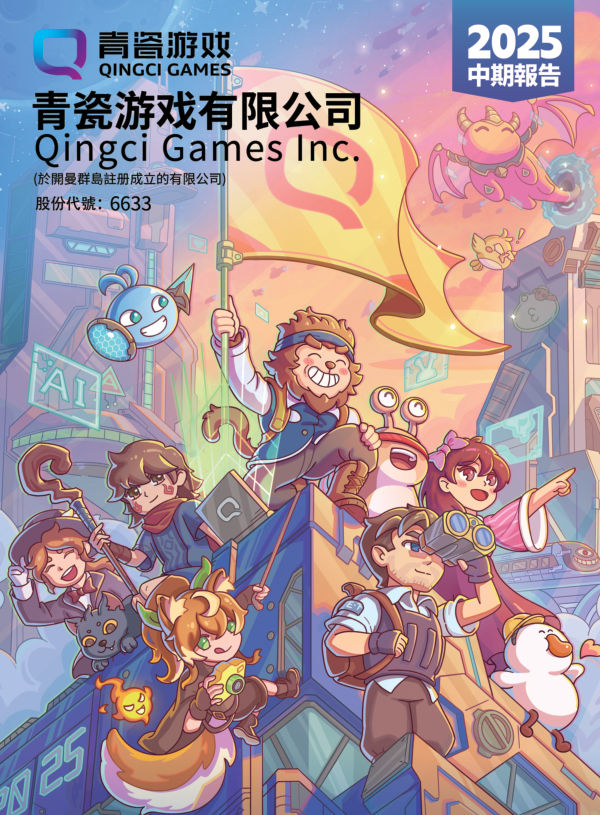 青瓷游戏
QINGCI GAMES
2025
中期報告
青瓷游戏有限公司
Qingci Games Inc.
(於開曼群島註册成立的有限公司)
股份代號：6633
AI
2025